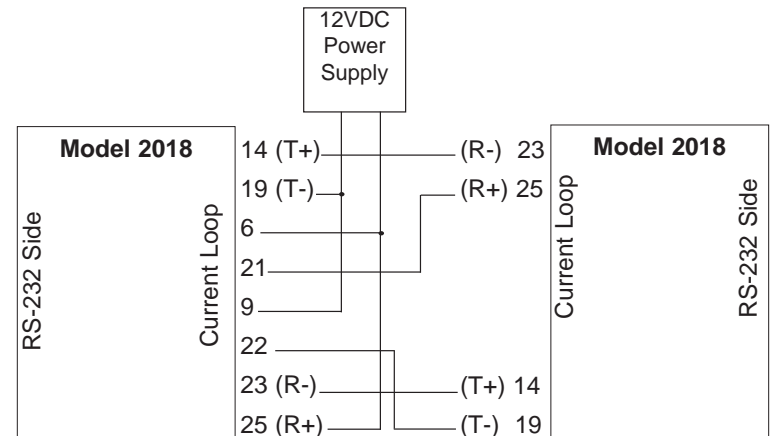 12VDC
Power
Supply
Model 2018
RS-232 Side
Current Loop
14 (T+)
19 (T-)
6
21
9
22
23 (R-)
25 (R+)
(R-) 23
(R+) 25
(T+) 14
(T-) 19
Model 2018
Current Loop
RS-232 Side